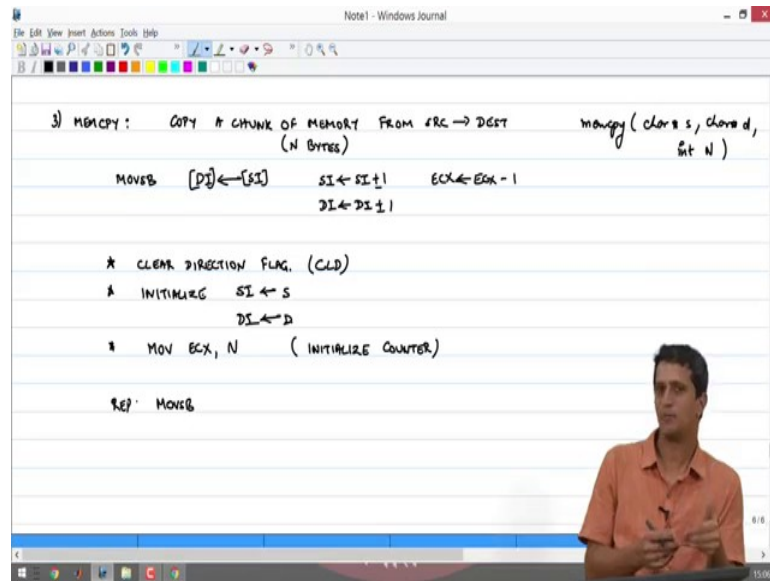 Note1 - Windows Journal
File Edit View Insert Actions Tools Help
B I
3) MEMCPY: COPY A CHUNK OF MEMORY FROM SRC → DEST memcpy ( char* s, char* d,
(N BYTES) int N )
MOVSB [DI]←[SI] SI ← SI ± 1 ECX ← ECX - 1
DI ← DI ± 1
* CLEAR DIRECTION FLAG. (CLD)
* INITIALIZE SI ← S
DI ← D
* MOV ECX, N ( INITIALIZE COUNTER)
REP MOVSB
6/6
15:06